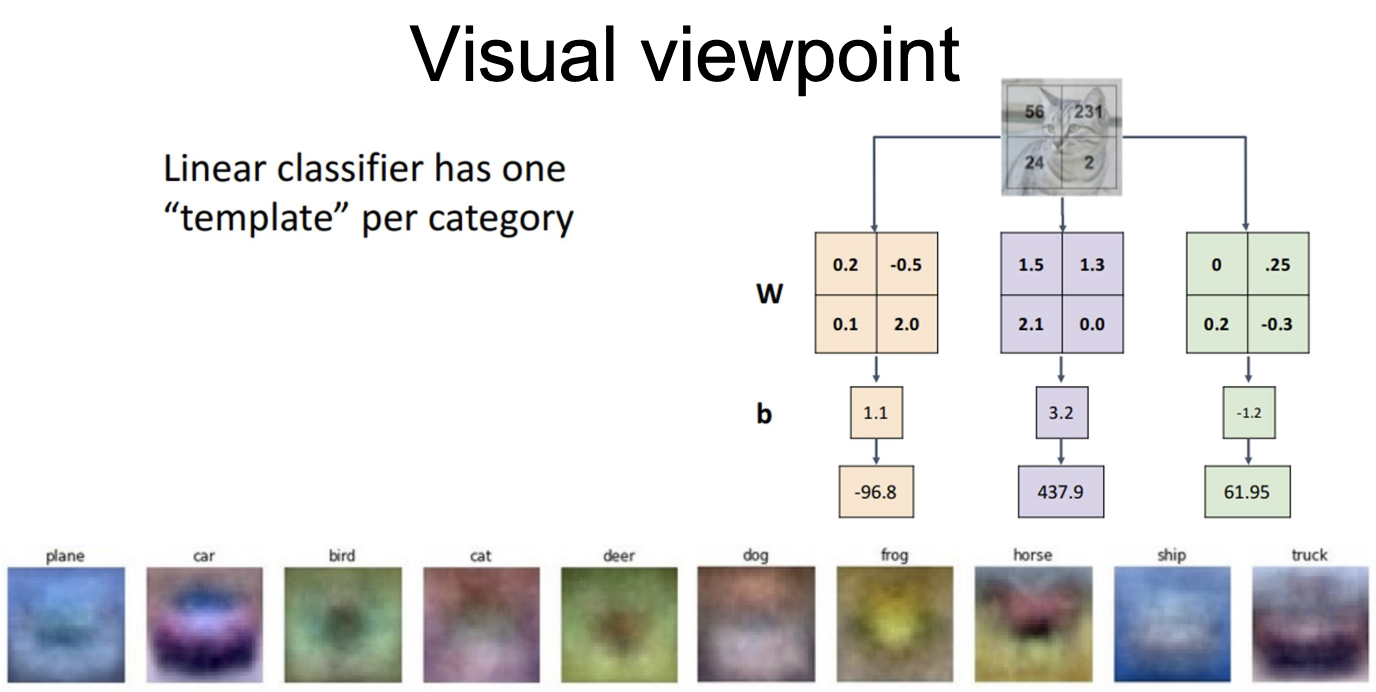 Visual viewpoint
Linear classifier has one
“template” per category
56 231
24 2
W
0.2 -0.5
0.1 2.0
1.5 1.3
2.1 0.0
0 .25
0.2 -0.3
b
1.1 3.2 -1.2
-96.8 437.9 61.95
plane car bird cat deer dog frog horse ship truck